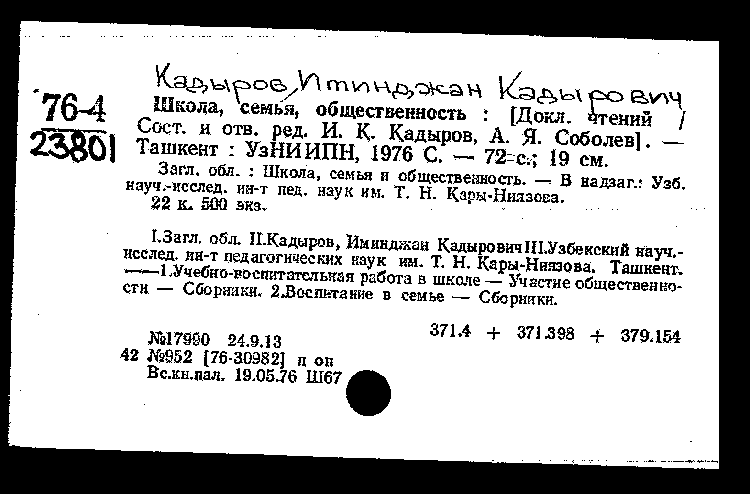 Кадыров, Иминджан Кадырович
76-4
23801
Школа, семья, общественность : [Докл. чтений /
Сост. и отв. ред. И. К. Кадыров, А. Я. Соболев]. —
Ташкент : УзНИИПН, 1976 С. — 72 с.; 19 см.
Загл. обл. : Школа, семья и общественность. — В надзаг.: Узб.
науч.-исслед. ин-т пед. наук им. Т. Н. Кары-Ниязова.
22 к. 500 экз.
I.Загл. обл. II.Кадыров, Иминджан Кадырович III.Узбекский науч.-
исслед. ин-т педагогических наук им. Т. Н. Кары-Ниязова. Ташкент.
——1.Учебно-воспитательная работа в школе — Участие общественно-
сти — Сборники. 2.Воспитание в семье — Сборники.
371.4 + 371.398 + 379.154
№17990 24.9.13
42 №952 [76-30982] п он
Вс.кн.пал. 19.05.76 Ш67